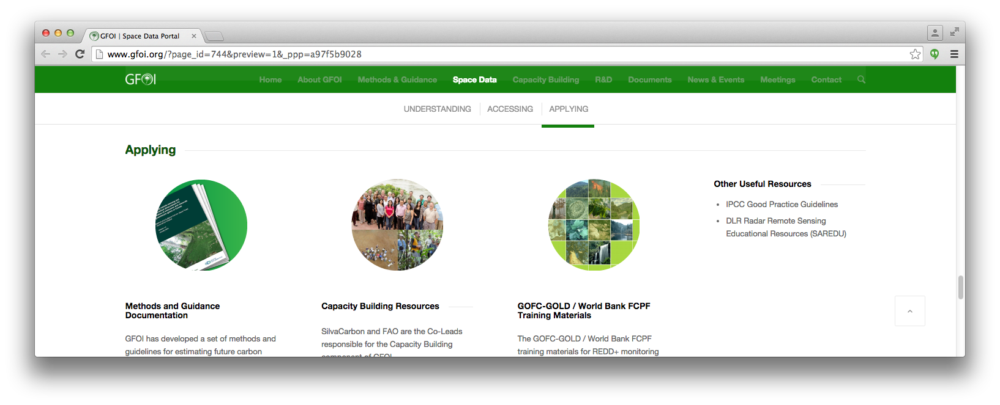 GFOI | Space Data Portal
www.gfoi.org/?page_id=744&preview=1&_ppp=a97f5b9028
GFOI
Home About GFOI Methods & Guidance Space Data Capacity Building R&D Documents News & Events Meetings Contact
UNDERSTANDING ACCESSING APPLYING
Applying
Methods and Guidance
Documentation
GFOI has developed a set of methods and
guidelines for estimating future carbon
Capacity Building Resources
SilvaCarbon and FAO are the Co-Leads
responsible for the Capacity Building
component of GFOI
GOFC-GOLD / World Bank FCPF
Training Materials
The GOFC-GOLD / World Bank FCPF
training materials for REDD+ monitoring
Other Useful Resources
• IPCC Good Practice Guidelines
• DLR Radar Remote Sensing
Educational Resources (SAREDU)